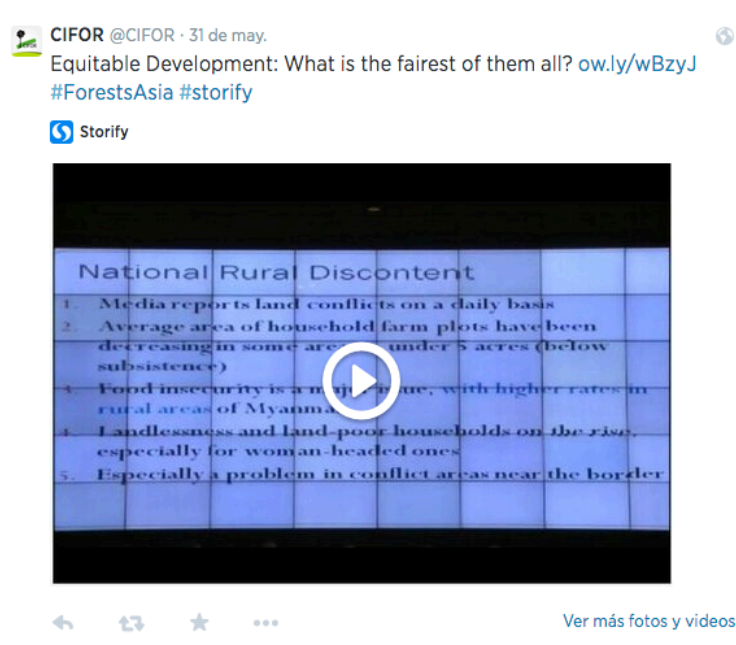 CIFOR @CIFOR · 31 de may.
Equitable Development: What is the fairest of them all? ow.ly/wBzyJ
#ForestsAsia #storify
Storify
National Rural Discontent
1. Media reports land conflicts on a daily basis
2. Average area of household farm plots have been
decreasing in some under 5 acres (below
subsistence)
3. Food insecurity is a major issue, with higher rates in
rural areas of Myanmar
4. Landlessness and land-poor households on the rise,
especially for woman-headed ones
5. Especially a problem in conflict areas near the border
Ver más fotos y videos